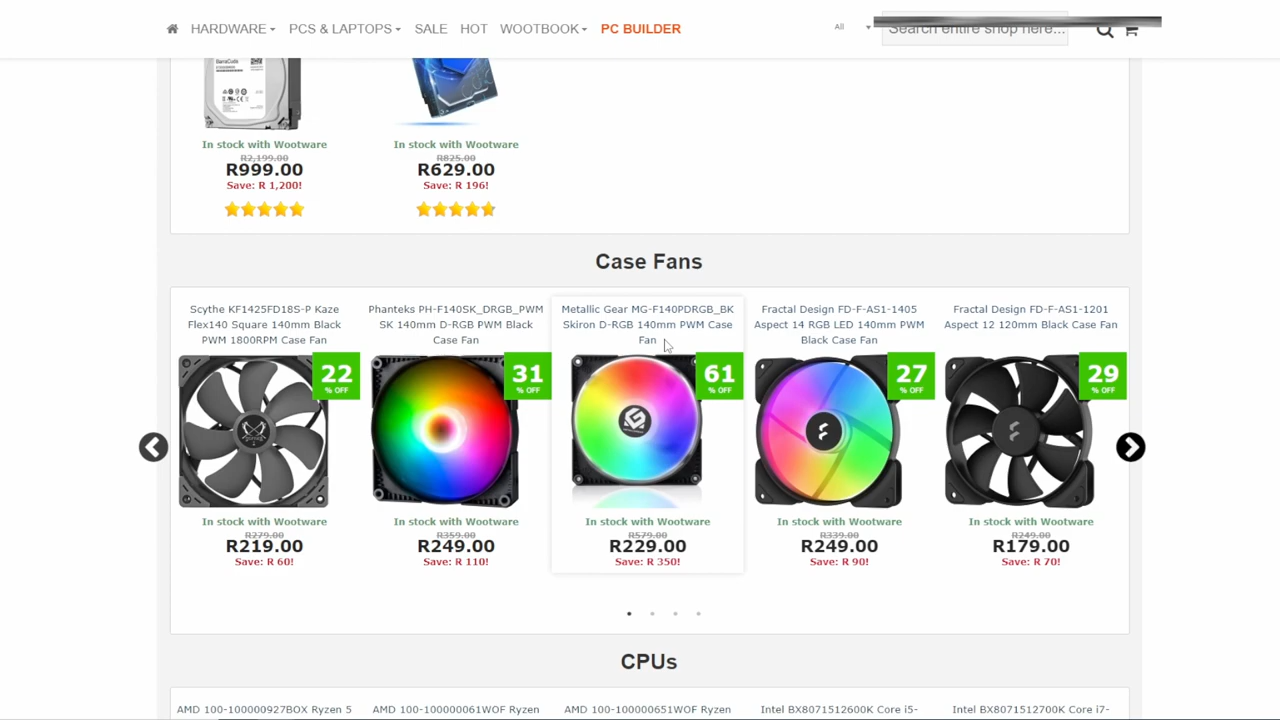 HARDWARE PCS & LAPTOPS SALE HOT WOOTBOOK PC BUILDER All Search entire shop here...
BarraCuda
In stock with Wootware In stock with Wootware
R2,199.00 R825.00
R999.00 R629.00
Save: R 1,200! Save: R 196!
Case Fans
Scythe KF1425FD18S-P Kaze
Flex140 Square 140mm Black
PWM 1800RPM Case Fan
22
% OFF
In stock with Wootware
R279.00
R219.00
Save: R 60!
Phanteks PH-F140SK_DRGB_PWM
SK 140mm D-RGB PWM Black
Case Fan
31
% OFF
In stock with Wootware
R359.00
R249.00
Save: R 110!
Metallic Gear MG-F140PDRGB_BK
Skiron D-RGB 140mm PWM Case
Fan
61
% OFF
In stock with Wootware
R579.00
R229.00
Save: R 350!
Fractal Design FD-F-AS1-1405
Aspect 14 RGB LED 140mm PWM
Black Case Fan
27
% OFF
In stock with Wootware
R339.00
R249.00
Save: R 90!
Fractal Design FD-F-AS1-1201
Aspect 12 120mm Black Case Fan
29
% OFF
In stock with Wootware
R249.00
R179.00
Save: R 70!
CPUs
AMD 100-100000927BOX Ryzen 5
AMD 100-100000061WOF Ryzen
AMD 100-100000651WOF Ryzen
Intel BX8071512600K Core i5-
Intel BX8071512700K Core i7-